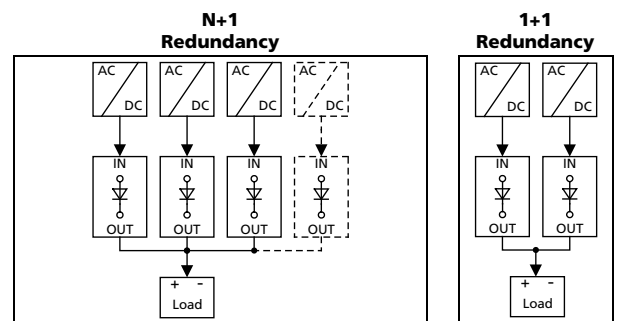 N+1
Redundancy
1+1
Redundancy
AC AC AC AC AC AC
DC DC DC DC DC DC
IN IN IN IN IN IN
OUT OUT OUT OUT OUT OUT
+ - + -
Load Load